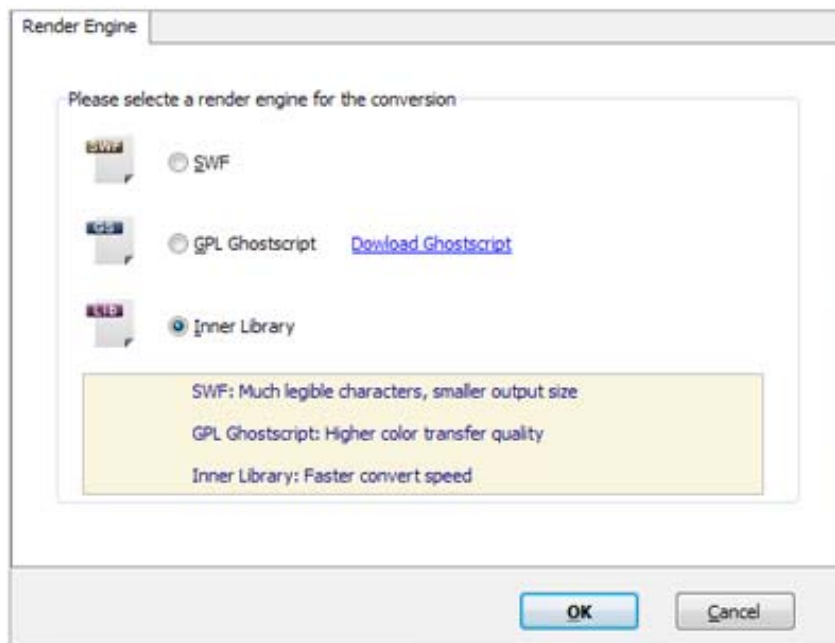 Render Engine
Please selecte a render engine for the conversion
SWF
SWF
GS
GPL Ghostscript
Dowload Ghostscript
Lib
Inner Library
SWF: Much legible characters, smaller output size
GPL Ghostscript: Higher color transfer quality
Inner Library: Faster convert speed
OK
Cancel